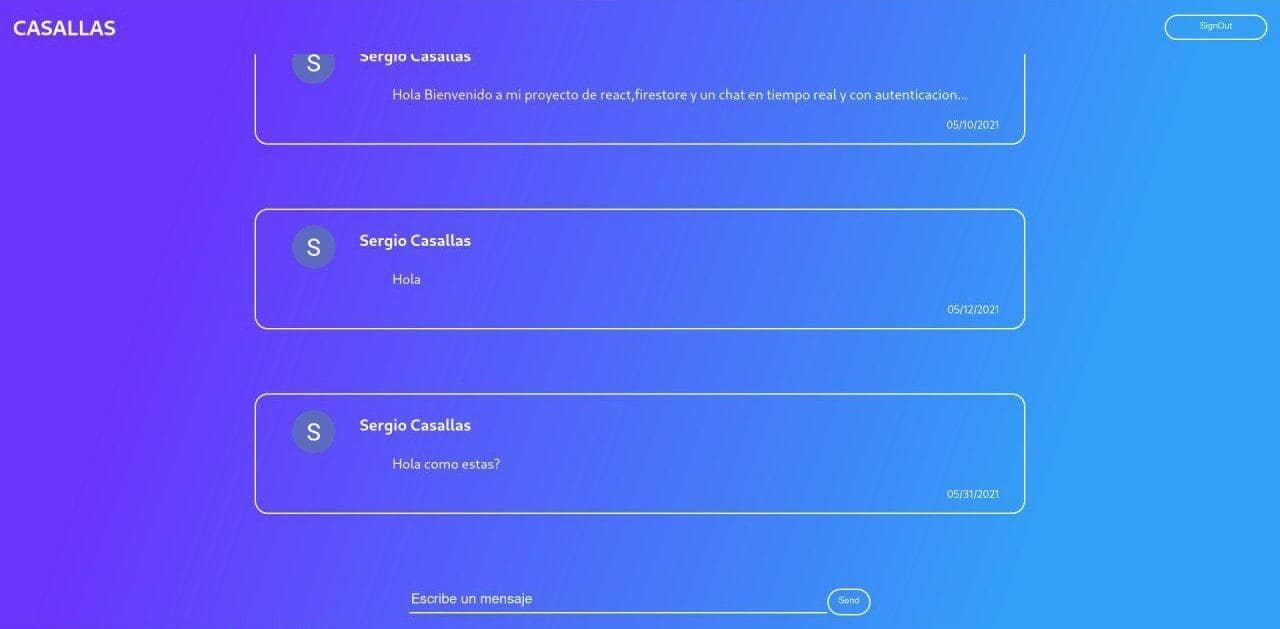 CASALLAS
SignOut
S
Sergio Casallas
Hola Bienvenido a mi proyecto de react,firestore y un chat en tiempo real y con autenticacion...
05/10/2021
S
Sergio Casallas
Hola
05/12/2021
S
Sergio Casallas
Hola como estas?
05/31/2021
Escribe un mensaje
Send